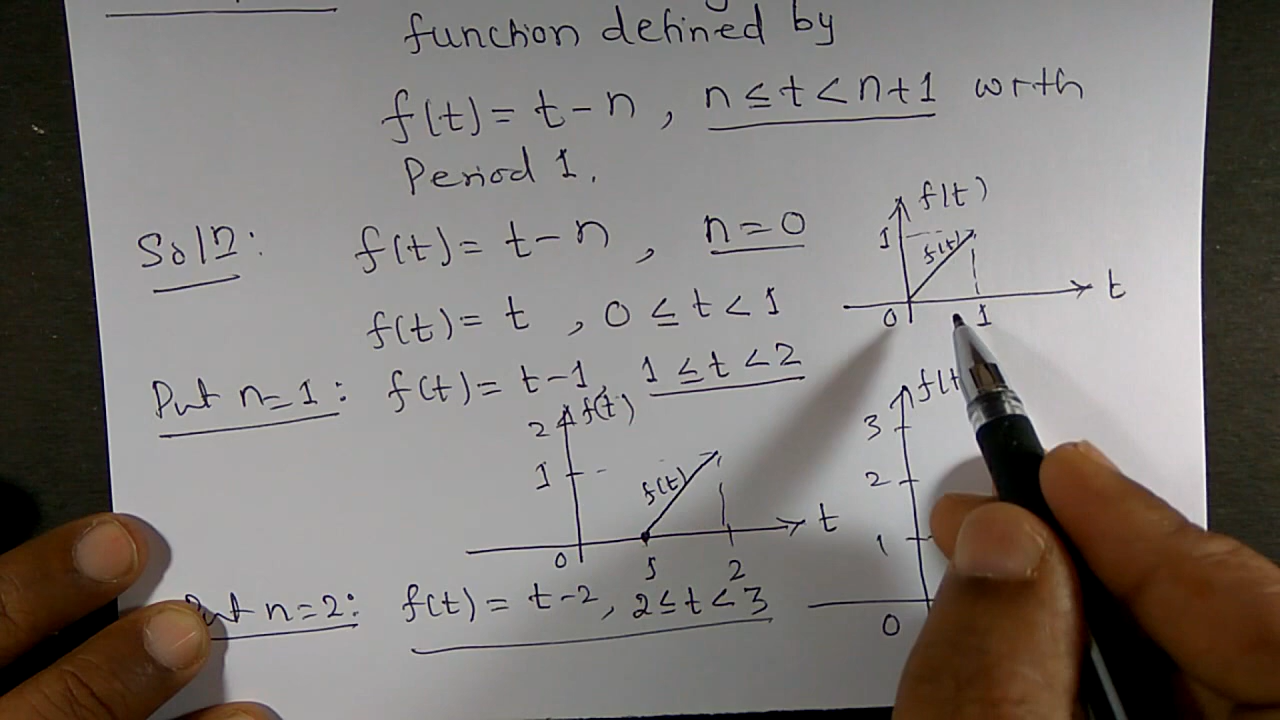 function defined by
f(t) = t - n , n ≤ t < n+1 with
Period 1.
Soln: f(t) = t - n , n = 0
f(t) = t , 0 ≤ t < 1
f(t)
1
f(t)
0 1 t
Put n=1: f(t) = t-1, 1 ≤ t < 2
2 f(t)
1
f(t)
0 1 2 t
3
2
1
0
n=2: f(t) = t-2, 2 ≤ t < 3